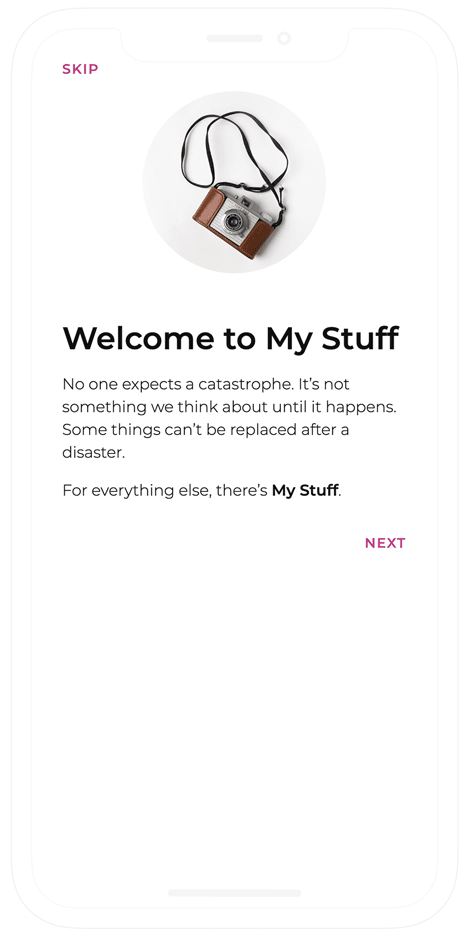 SKIP
Welcome to My Stuff
No one expects a catastrophe. It’s not
something we think about until it happens.
Some things can’t be replaced after a
disaster.
For everything else, there’s My Stuff.
NEXT